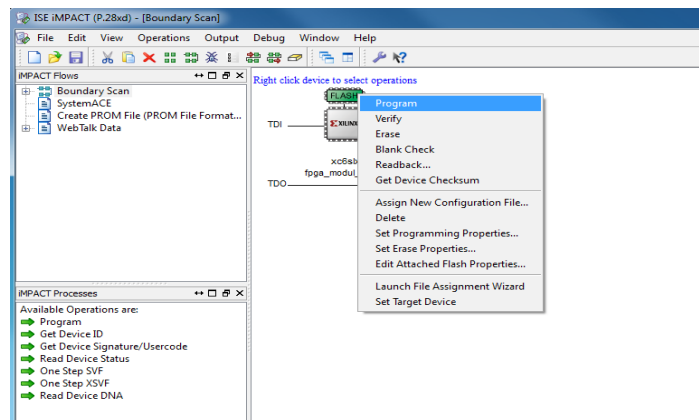 ISE iMPACT (P.28xd) - [Boundary Scan]
File Edit View Operations Output Debug Window Help
iMPACT Flows
Boundary Scan
SystemACE
Create PROM File (PROM File Format...
WebTalk Data
Right click device to select operations
FLASH
TDI
XILINX
xc6sb
fpga_modul_
TDO
Program
Verify
Erase
Blank Check
Readback...
Get Device Checksum
Assign New Configuration File...
Delete
Set Programming Properties...
Set Erase Properties...
Edit Attached Flash Properties...
Launch File Assignment Wizard
Set Target Device
iMPACT Processes
Available Operations are:
Program
Get Device ID
Get Device Signature/Usercode
Read Device Status
One Step SVF
One Step XSVF
Read Device DNA